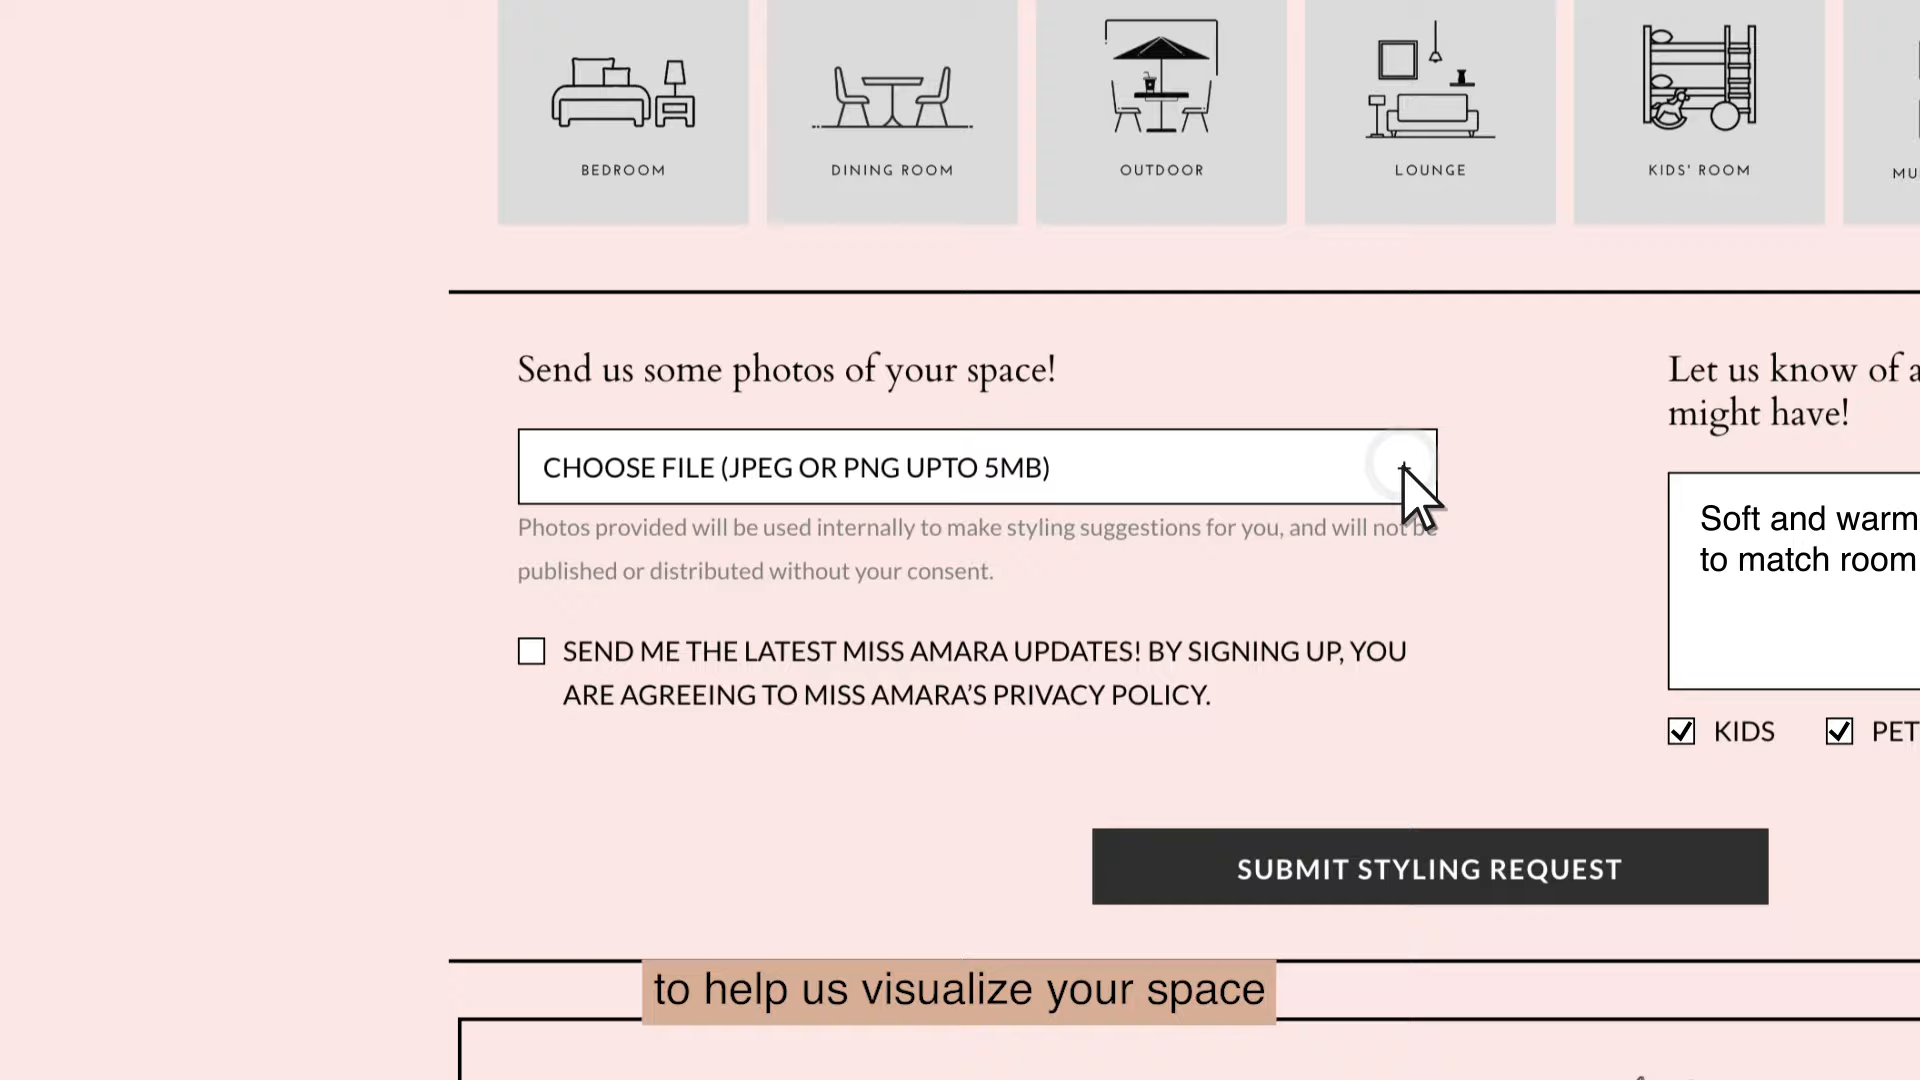 BEDROOM
DINING ROOM
OUTDOOR
LOUNGE
KIDS' ROOM
MU
Send us some photos of your space!
CHOOSE FILE (JPEG OR PNG UPTO 5MB)
Photos provided will be used internally to make styling suggestions for you, and will not be
published or distributed without your consent.
SEND ME THE LATEST MISS AMARA UPDATES! BY SIGNING UP, YOU
ARE AGREEING TO MISS AMARA’S PRIVACY POLICY.
Let us know of a
might have!
Soft and warm
to match room
KIDS
PET
SUBMIT STYLING REQUEST
to help us visualize your space